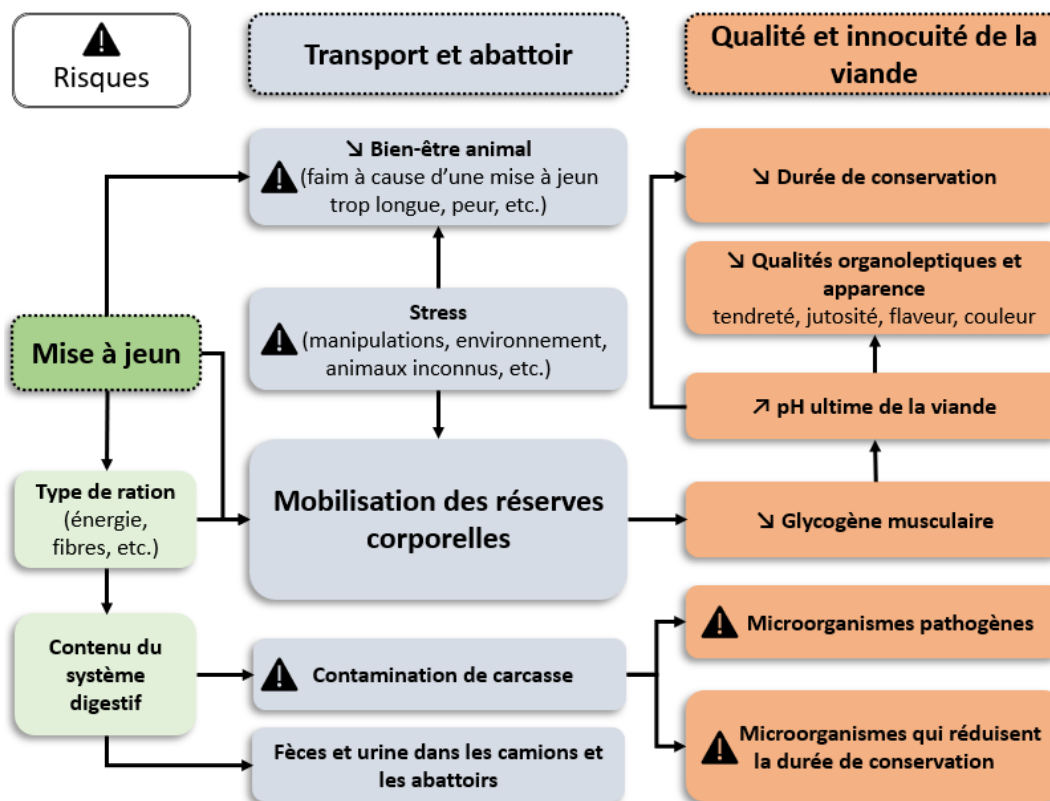 Risques
Transport et abattoir
Qualité et innocuité de la
viande
↘ Bien-être animal
(faim à cause d'une mise à jeun
trop longue, peur, etc.)
↘ Durée de conservation
↘ Qualités organoleptiques et
apparence
tendreté, jutosité, flaveur, couleur
Stress
(manipulations, environnement,
animaux inconnus, etc.)
Mise à jeun
↗ pH ultime de la viande
Type de ration
(énergie,
fibres, etc.)
Mobilisation des réserves
corporelles
↘ Glycogène musculaire
Contenu du
système
digestif
Contamination de carcasse
Microorganismes pathogènes
Fèces et urine dans les camions et
les abattoirs
Microorganismes qui réduisent
la durée de conservation